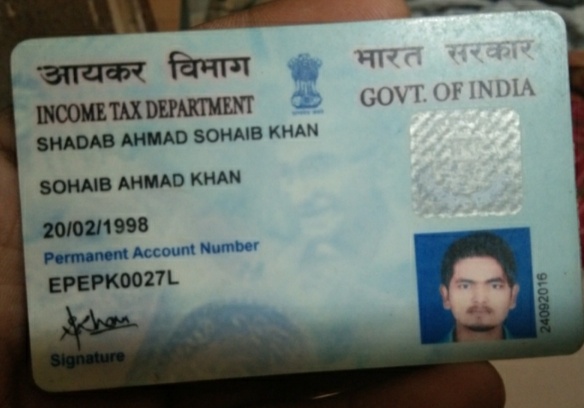 आयकर विभाग
INCOME TAX DEPARTMENT
भारत सरकार
GOVT. OF INDIA
SHADAB AHMAD SOHAIB KHAN
SOHAIB AHMAD KHAN
20/02/1998
Permanent Account Number
EPEPK0027L
Signature
24092016